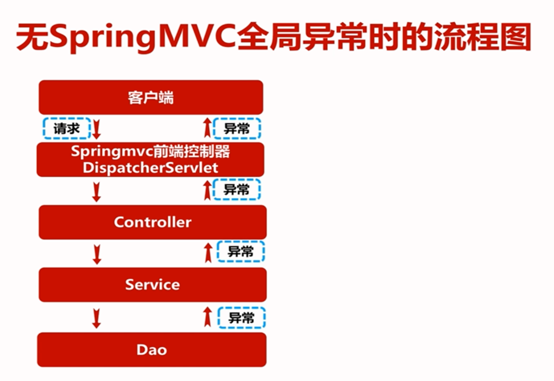 无SpringMVC全局异常时的流程图
客户端
请求
异常
Springmvc前端控制器
DispatcherServlet
异常
Controller
异常
Service
异常
Dao